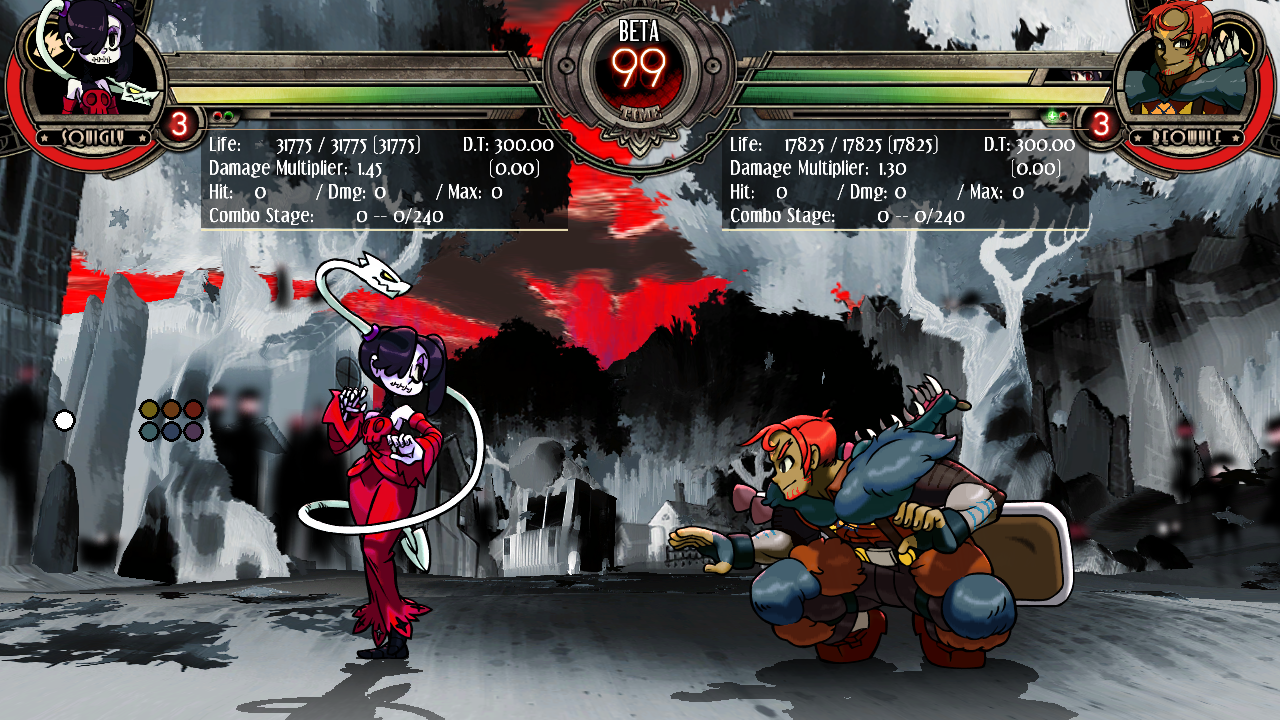 BETA
99
TIME
SQUIGLY
3
3
BEOWULF
Life: 31775 / 31775 [31775] D.T: 300.00
Damage Multiplier: 1.45 [0.00]
Hit: 0 / Dmg: 0 / Max: 0
Combo Stage: 0 -- 0/240
Life: 17825 / 17825 [17825] D.T: 300.00
Damage Multiplier: 1.30 [0.00]
Hit: 0 / Dmg: 0 / Max: 0
Combo Stage: 0 -- 0/240